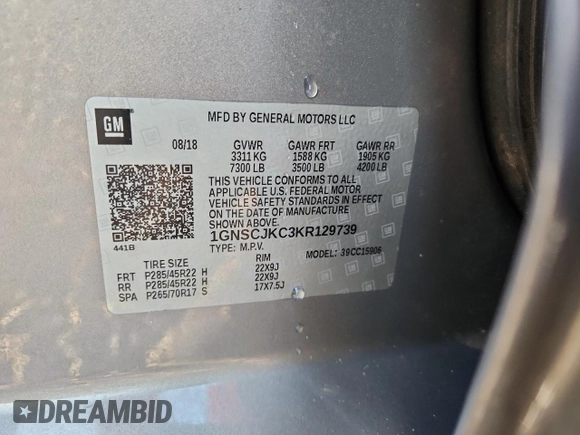 MFD BY GENERAL MOTORS LLC
GM
08/18 GVWR GAWR FRT GAWR RR
3311 KG 1588 KG 1905 KG
7300 LB 3500 LB 4200 LB
THIS VEHICLE CONFORMS TO ALL
APPLICABLE U.S. FEDERAL MOTOR
VEHICLE SAFETY STANDARDS IN EFFECT
ON THE DATE OF MANUFACTURE
SHOWN ABOVE.
1GNSCJKC3KR129739
441B TYPE: M.P.V. MODEL: 39CC15906
TIRE SIZE RIM
FRT P285/45R22 H 22X9J
RR P285/45R22 H 22X9J
SPA P265/70R17 S 17X7.5J
DREAMBID